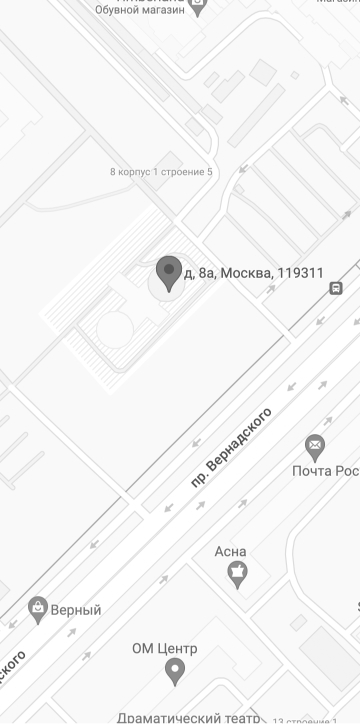 Обувной магазин
8 корпус 1 строение 5
д, 8а, Москва, 119311
пр. Вернадского
Почта Рос
Асна
Верный
ОМ Центр
Драматический театр
13 строение 1